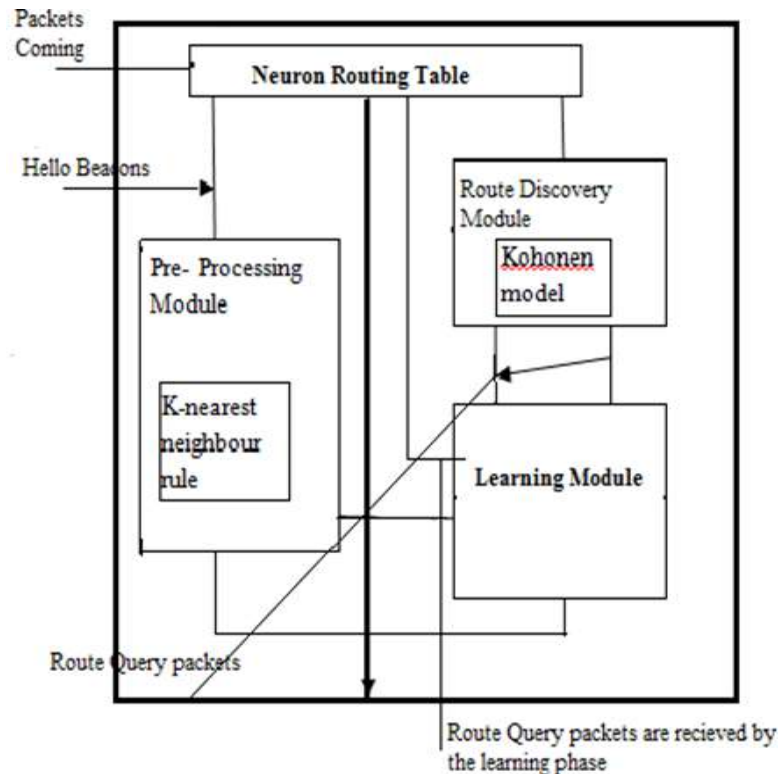 Packets
Coming
Neuron Routing Table
Hello Beacons
Route Discovery
Module
Kohonen
model
Pre- Processing
Module
K-nearest
neighbour
rule
Learning Module
Route Query packets
Route Query packets are recieved by
the learning phase